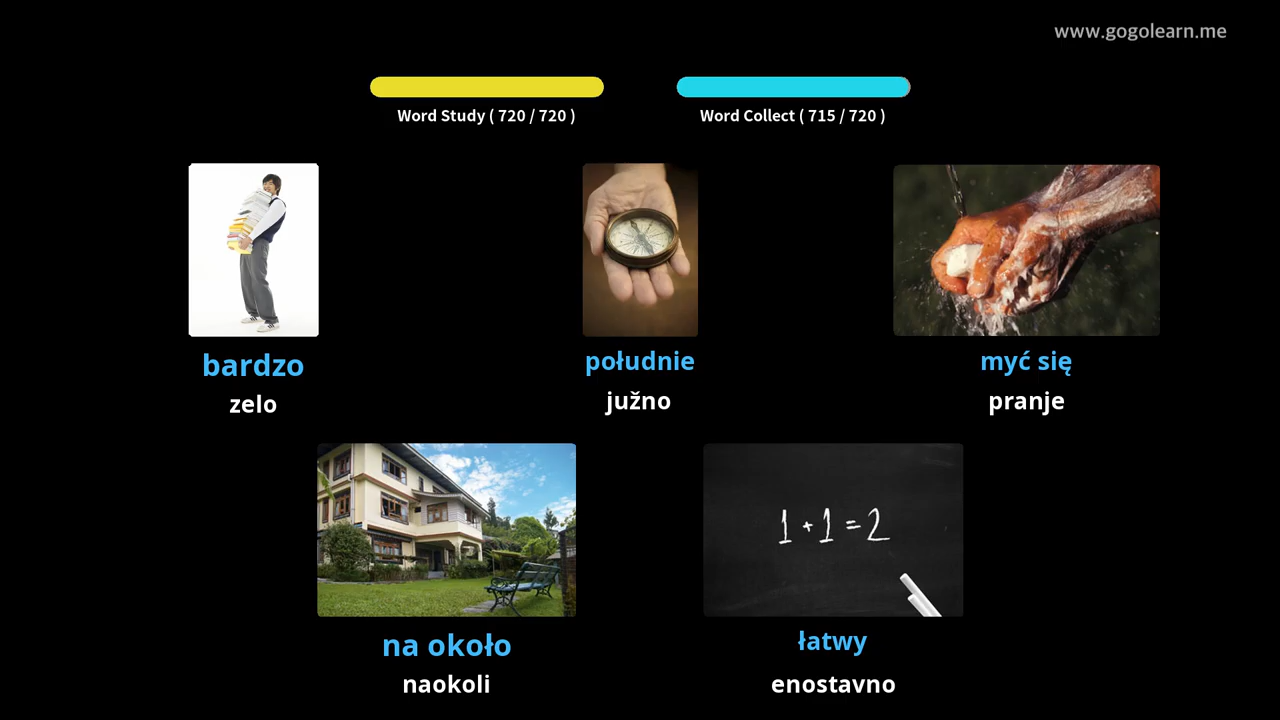 www.gogolearn.me
Word Study ( 720 / 720 )
Word Collect ( 715 / 720 )
bardzo
zelo
południe
južno
myć się
pranje
na około
naokoli
1 + 1 = 2
łatwy
enostavno